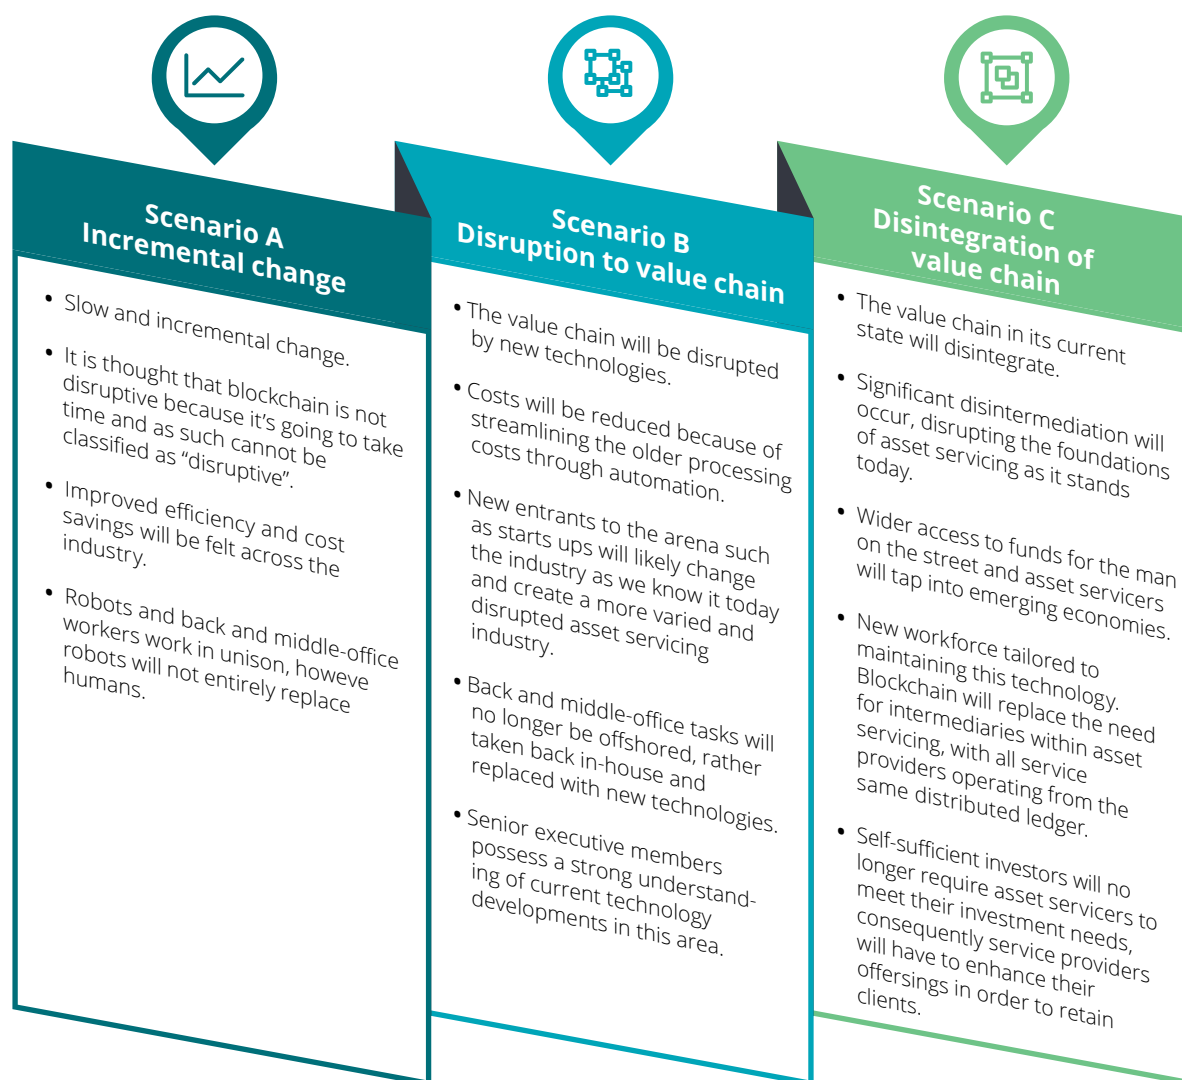 Scenario A
Incremental change
• Slow and incremental change.
• It is thought that blockchain is not
disruptive because it’s going to take
time and as such cannot be
classified as “disruptive”.
• Improved efficiency and cost
savings will be felt across the
industry.
• Robots and back and middle-office
workers work in unison, howeve
robots will not entirely replace
humans.
Scenario B
Disruption to value chain
• The value chain will be disrupted
by new technologies.
• Costs will be reduced because of
streamlining the older processing
costs through automation.
• New entrants to the arena such
as starts ups will likely change
the industry as we know it today
and create a more varied and
disrupted asset servicing
industry.
• Back and middle-office tasks will
no longer be offshored, rather
taken back in-house and
replaced with new technologies.
• Senior executive members
possess a strong understand-
ing of current technology
developments in this area.
Scenario C
Disintegration of
value chain
• The value chain in its current
state will disintegrate.
• Significant disintermediation will
occur, disrupting the foundations
of asset servicing as it stands
today.
• Wider access to funds for the man
on the street and asset servicers
will tap into emerging economies.
• New workforce tailored to
maintaining this technology.
Blockchain will replace the need
for intermediaries within asset
servicing, with all service
providers operating from the
same distributed ledger.
• Self-sufficient investors will no
longer require asset servicers to
meet their investment needs,
consequently service providers
will have to enhance their
offersings in order to retain
clients.